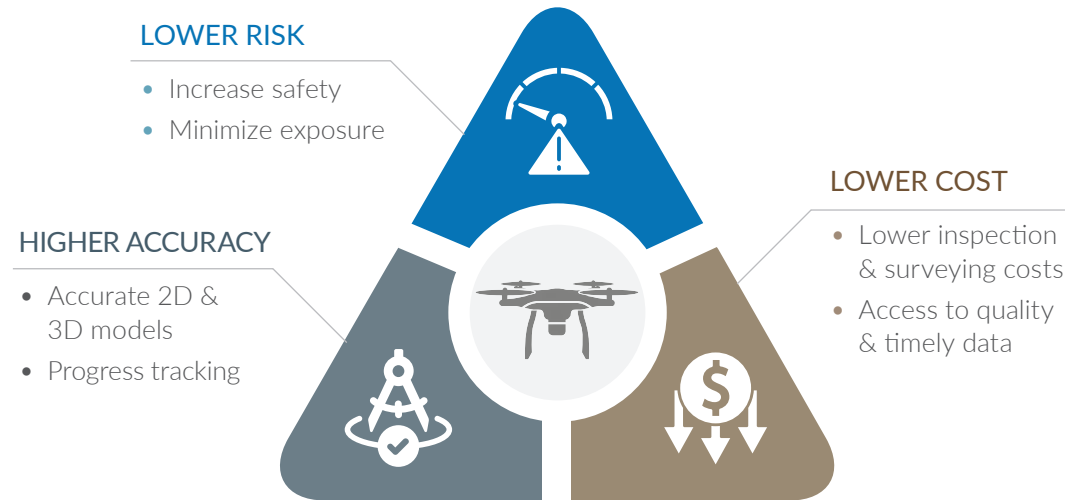 LOWER RISK
• Increase safety
• Minimize exposure
LOWER COST
• Lower inspection
& surveying costs
• Access to quality
& timely data
HIGHER ACCURACY
• Accurate 2D &
3D models
• Progress tracking
$